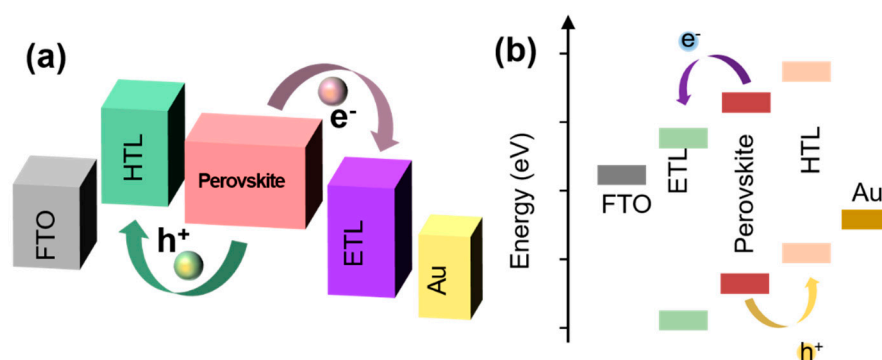 (a)
FTO
HTL
Perovskite
h⁺
e⁻
ETL
Au
(b)
Energy (eV)
FTO
ETL
e⁻
Perovskite
HTL
h⁺
Au